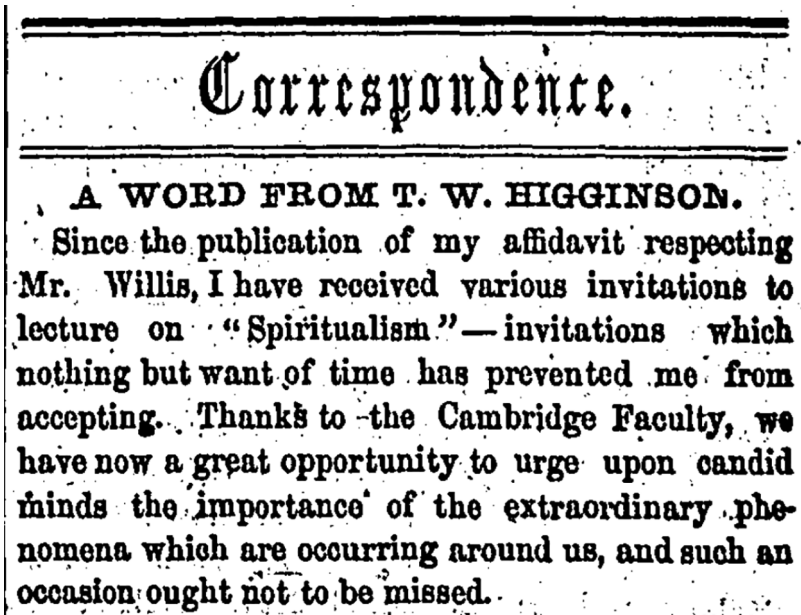 Correspondence.
A WORD FROM T. W. HIGGINSON.
Since the publication of my affidavit respecting
Mr. Willis, I have received various invitations to
lecture on “Spiritualism”—invitations which
nothing but want of time has prevented me from
accepting. Thanks to the Cambridge Faculty, we
have now a great opportunity to urge upon candid
minds the importance of the extraordinary phe-
nomena which are occurring around us, and such an
occasion ought not to be missed.